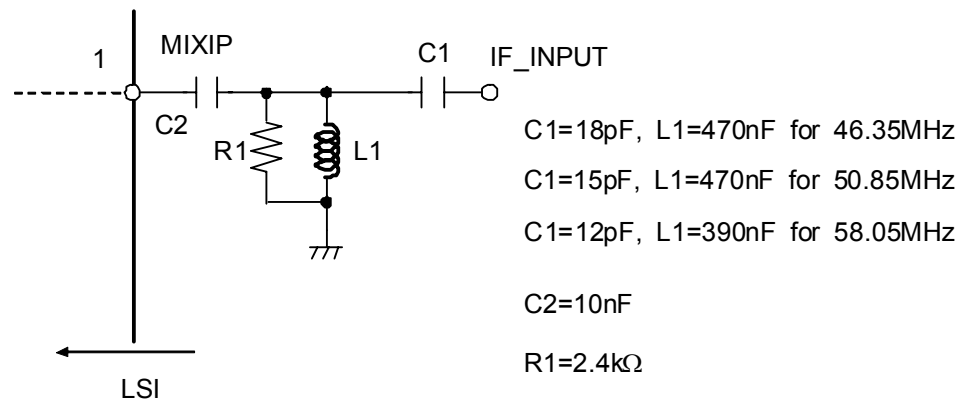 1
MIXIP
C1
IF_INPUT
C2
R1
L1
C1=18pF, L1=470nF for 46.35MHz
C1=15pF, L1=470nF for 50.85MHz
C1=12pF, L1=390nF for 58.05MHz
C2=10nF
R1=2.4kΩ
LSI